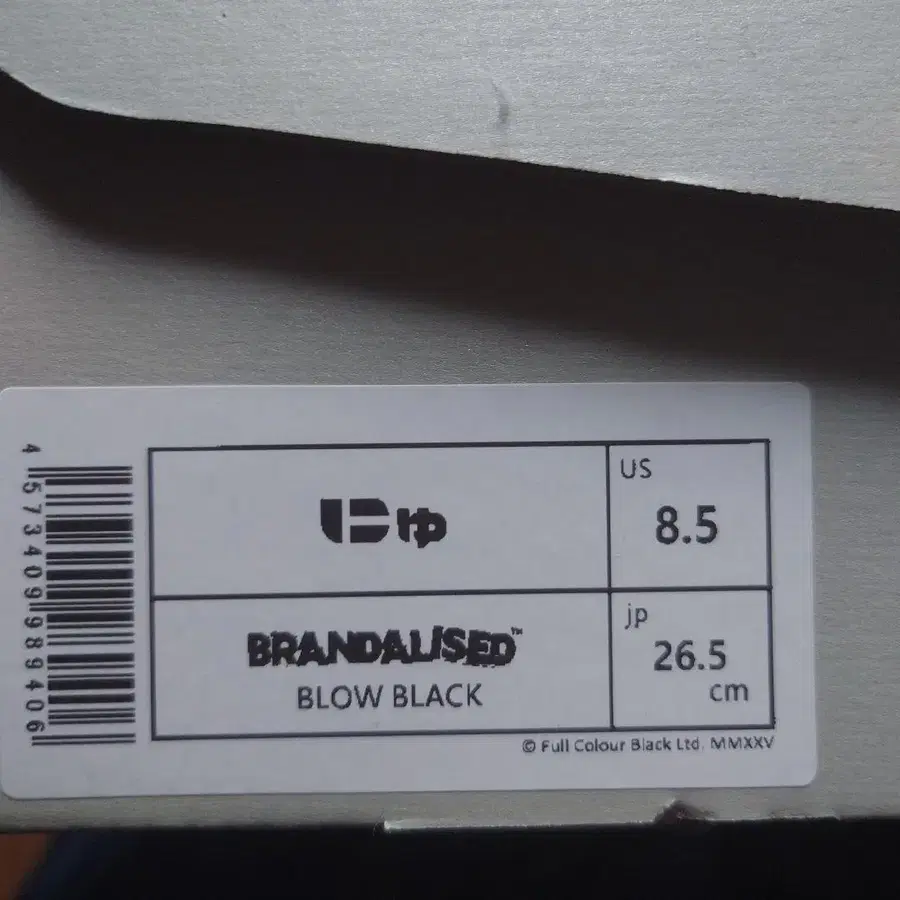 4 573409 989406
ゆ
US
8.5
BRANDALISED™
BLOW BLACK
jp
26.5
cm
© Full Colour Black Ltd. MMXXV